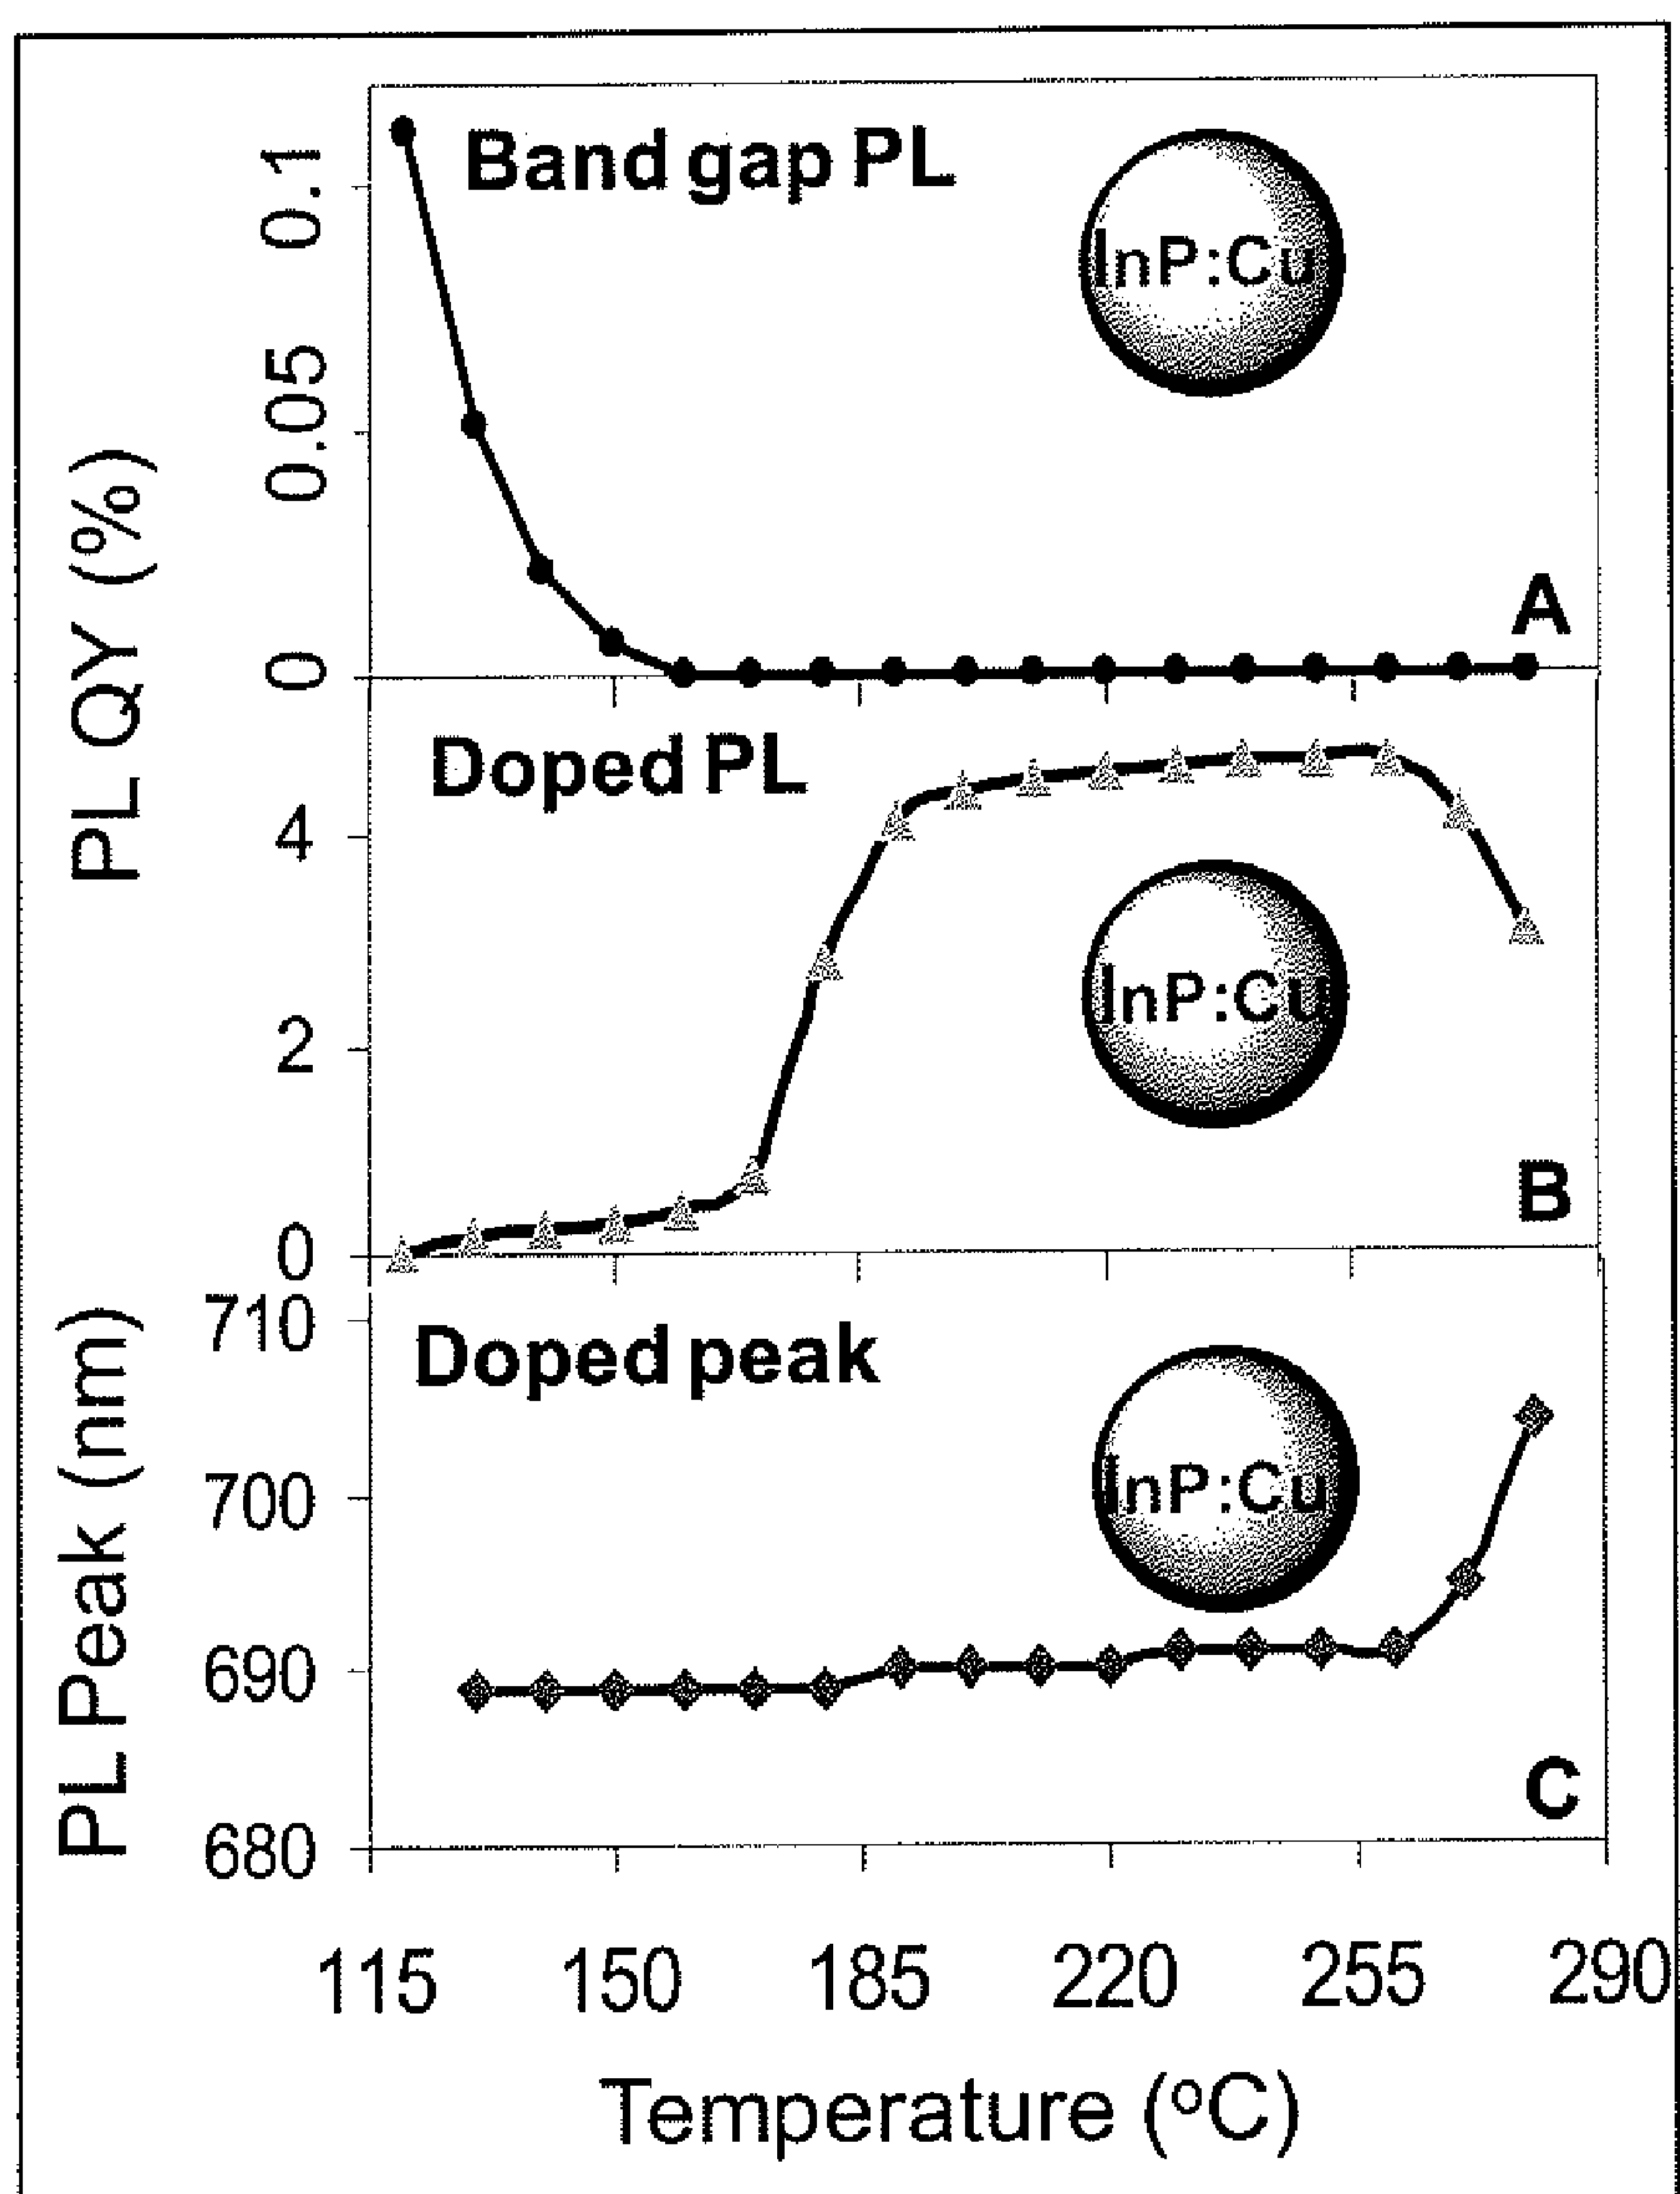 PL QY (%)
0.1
0.05
0
Band gap PL
InP:Cu
A
4
2
0
Doped PL
InP:Cu
B
PL Peak (nm)
710
700
690
680
Doped peak
InP:Cu
C
115 150 185 220 255 290
Temperature (°C)